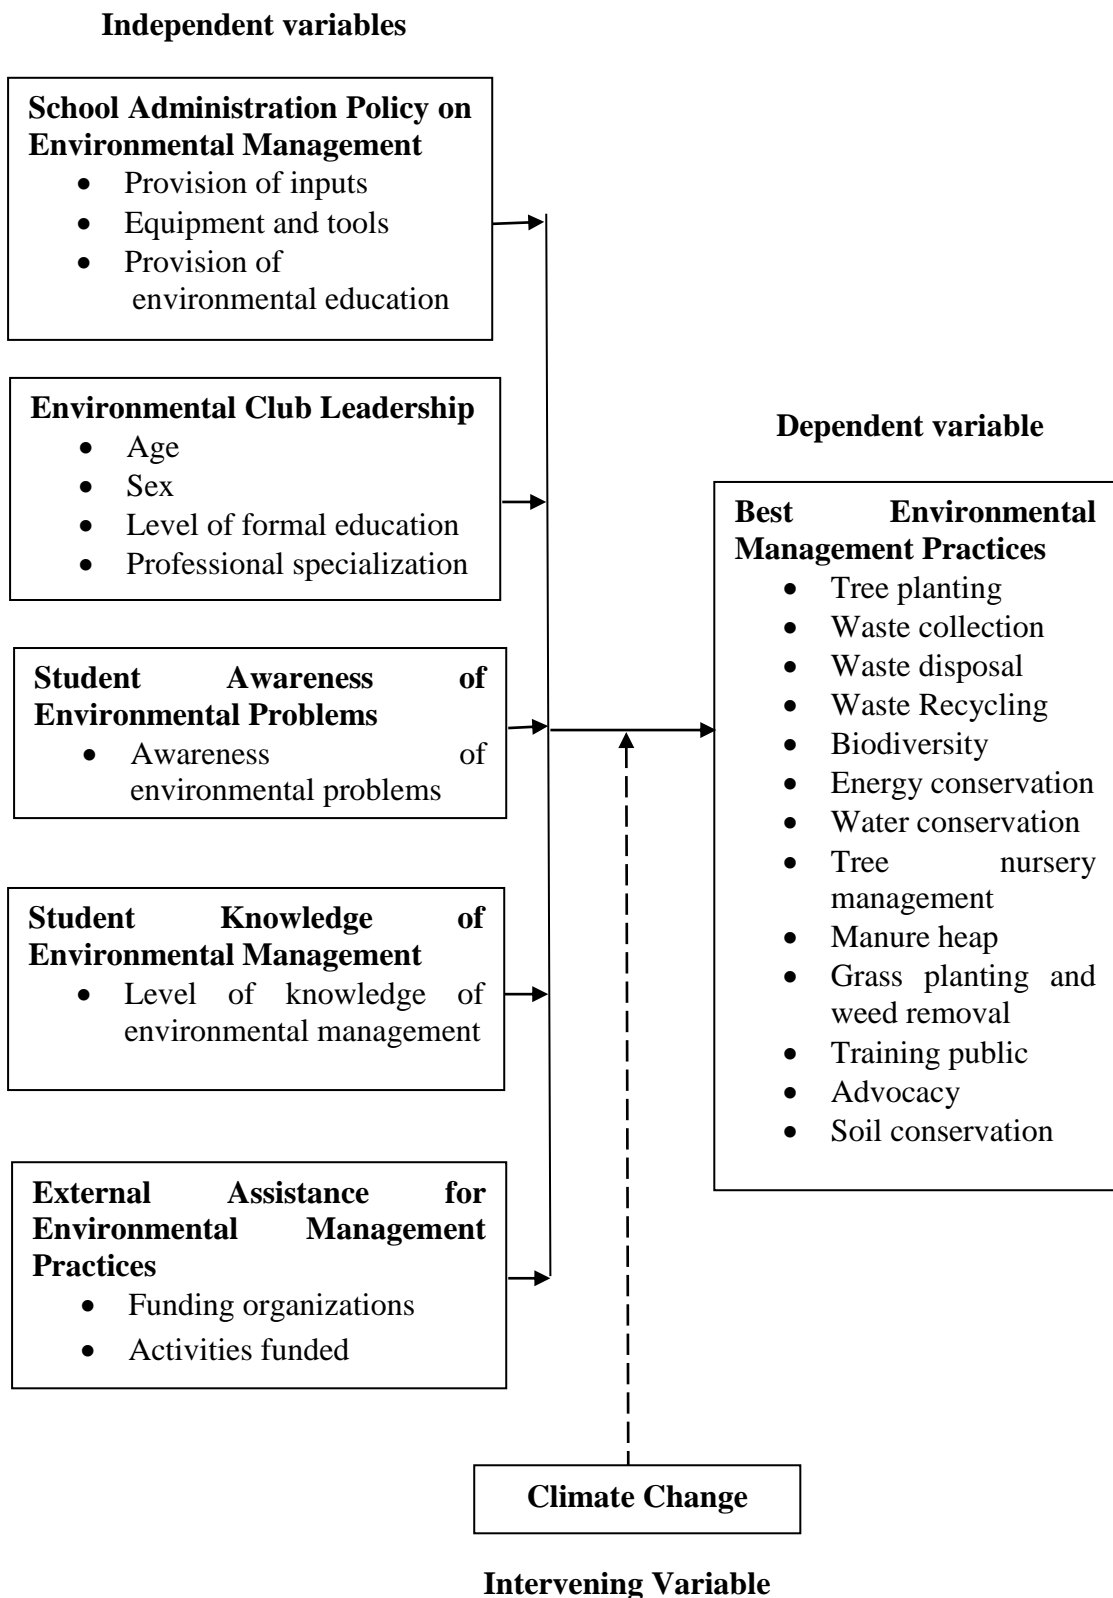 Independent variables
School Administration Policy on
Environmental Management
• Provision of inputs
• Equipment and tools
• Provision of
environmental education
Environmental Club Leadership
• Age
• Sex
• Level of formal education
• Professional specialization
Student Awareness of
Environmental Problems
• Awareness of
environmental problems
Student Knowledge of
Environmental Management
• Level of knowledge of
environmental management
External Assistance for
Environmental Management
Practices
• Funding organizations
• Activities funded
Dependent variable
Best Environmental
Management Practices
• Tree planting
• Waste collection
• Waste disposal
• Waste Recycling
• Biodiversity
• Energy conservation
• Water conservation
• Tree nursery
management
• Manure heap
• Grass planting and
weed removal
• Training public
• Advocacy
• Soil conservation
Climate Change
Intervening Variable